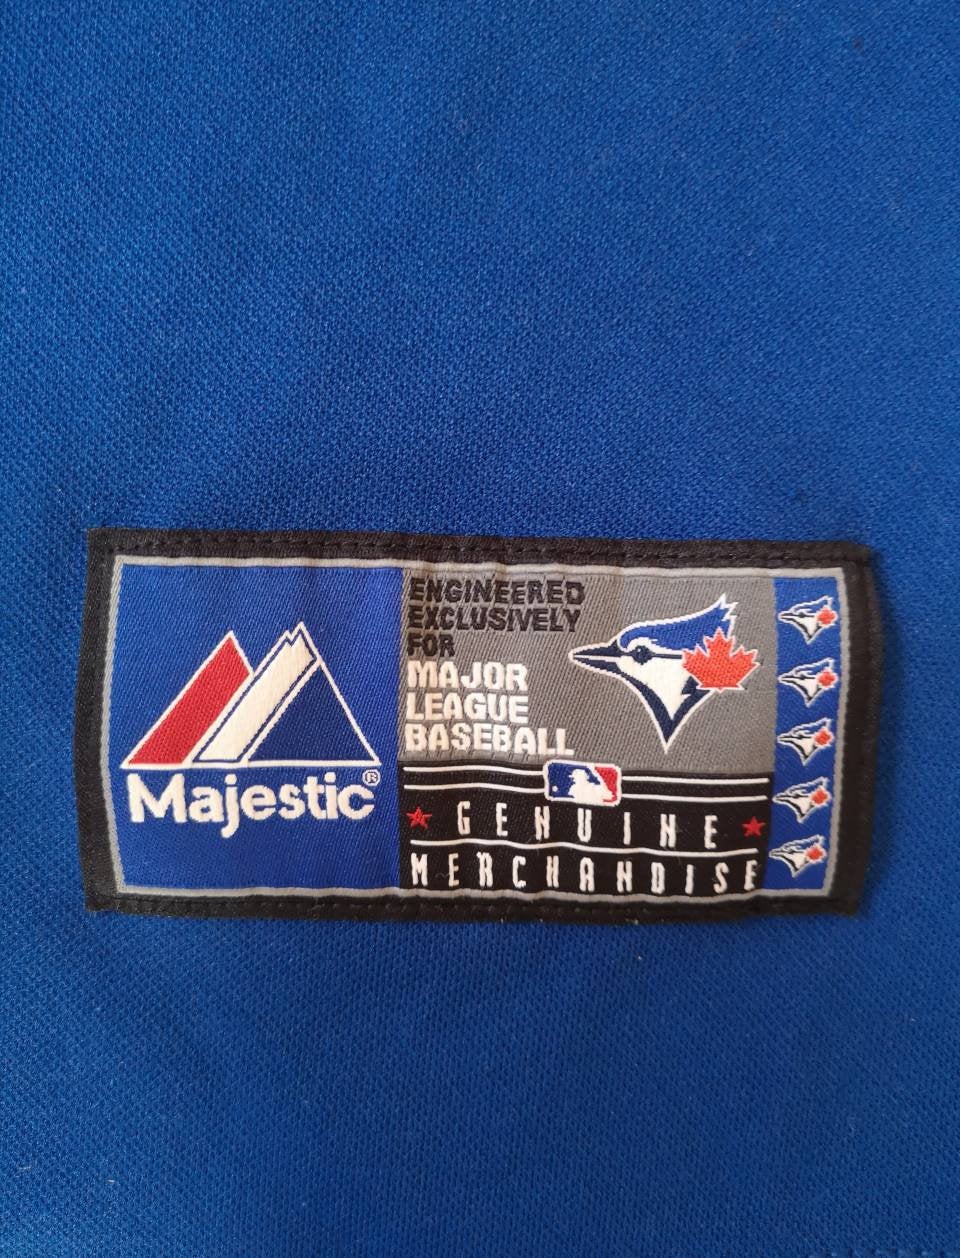 Majestic®
ENGINEERED
EXCLUSIVELY
FOR
MAJOR
LEAGUE
BASEBALL
GENUINE
MERCHANDISE